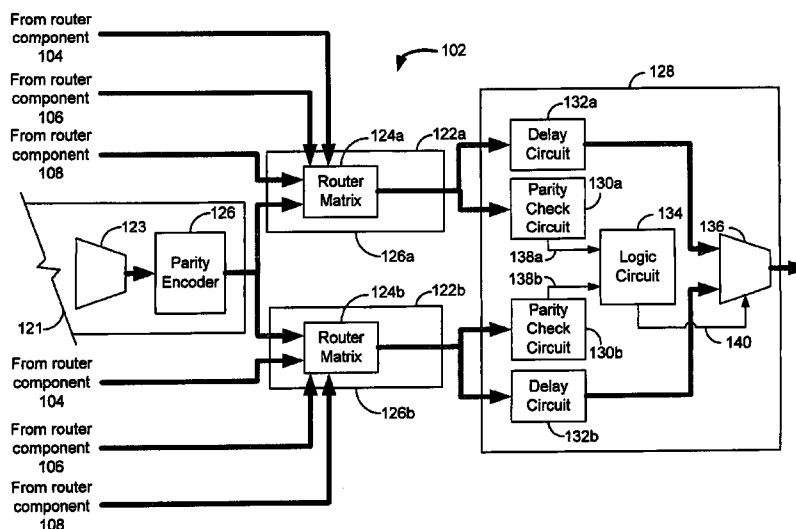 From router
component
104
From router
component
106
From router
component
108
102
128
132a
Delay
Circuit
124a
122a
Router
Matrix
126a
Parity
Check
Circuit
130a
138a
134
Logic
Circuit
136
123
126
Parity
Encoder
121
138b
124b
122b
Router
Matrix
126b
Parity
Check
Circuit
130b
140
Delay
Circuit
132b
From router
component
104
From router
component
106
From router
component
108